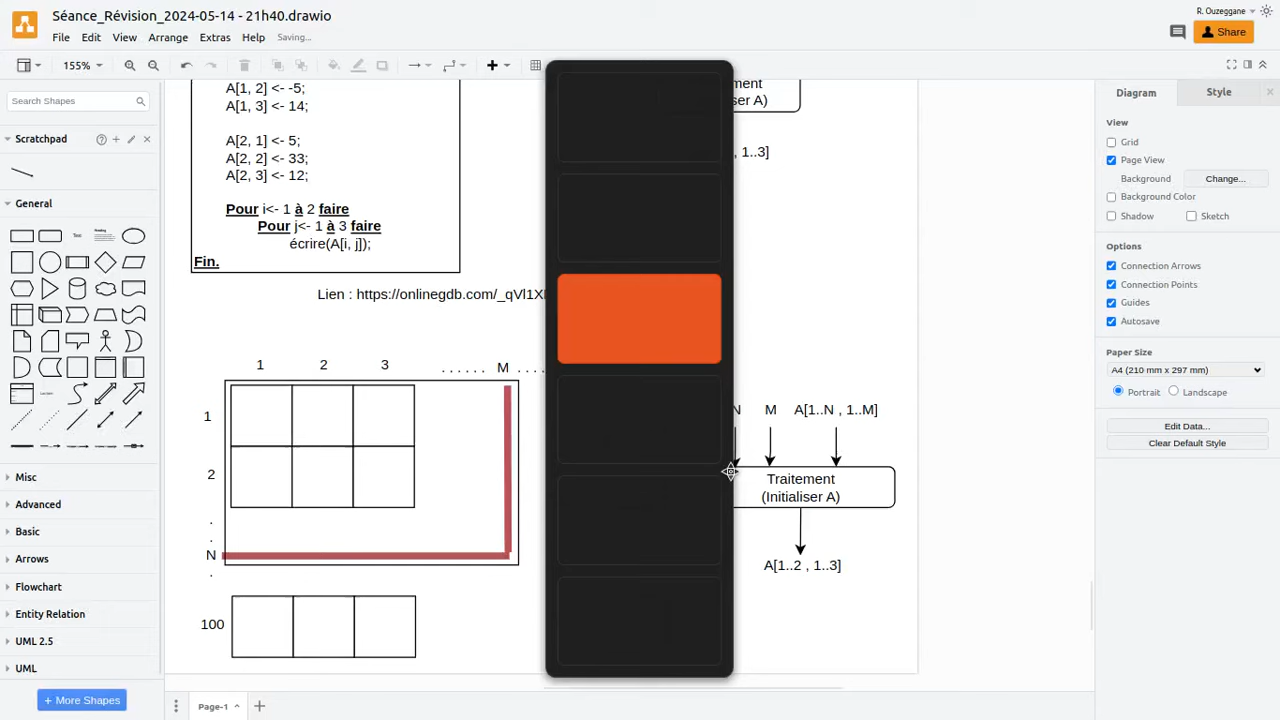 Séance_Révision_2024-05-14 - 21h40.drawio
R. Ouzeggane
File Edit View Arrange Extras Help Saving...
Share
155%
Search Shapes
Scratchpad
General
Text
Heading
Misc
Advanced
Basic
Arrows
Flowchart
Entity Relation
UML 2.5
UML
+ More Shapes
A[1, 2] <- -5;
A[1, 3] <- 14;
A[2, 1] <- 5;
A[2, 2] <- 33;
A[2, 3] <- 12;
Pour i<- 1 à 2 faire
Pour j<- 1 à 3 faire
écrire(A[i, j]);
Fin.
Lien : https://onlinegdb.com/_qVl1X
1 2 3 . . . . . . M . . . .
1
2
.
.
N
.
100
ment
ser A)
, 1..3]
N M A[1..N , 1..M]
Traitement
(Initialiser A)
A[1..2 , 1..3]
Page-1
Diagram Style
View
Grid
Page View
Background Change...
Background Color
Shadow Sketch
Options
Connection Arrows
Connection Points
Guides
Autosave
Paper Size
A4 (210 mm x 297 mm)
Portrait Landscape
Edit Data...
Clear Default Style